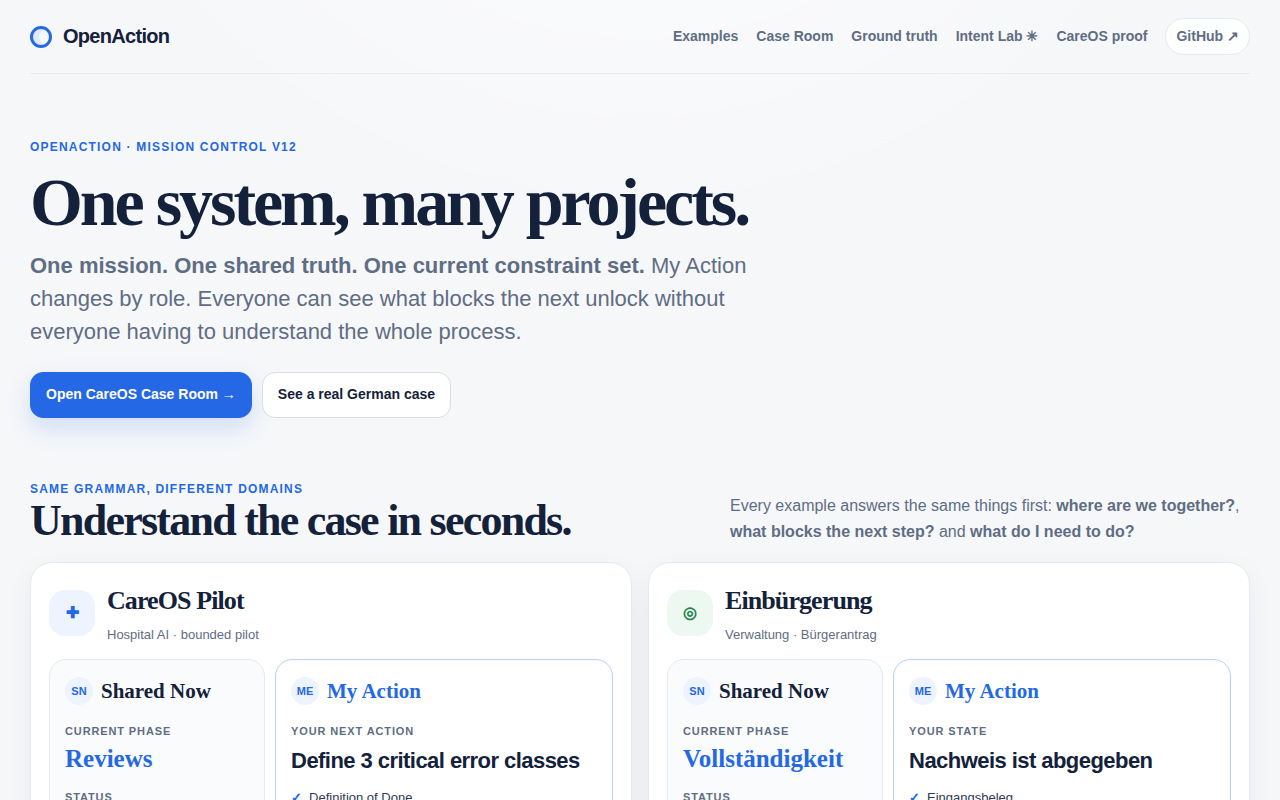 OpenAction
Examples Case Room Ground truth Intent Lab ✳ CareOS proof GitHub ↗
OPENACTION · MISSION CONTROL V12
One system, many projects.
One mission. One shared truth. One current constraint set. My Action
changes by role. Everyone can see what blocks the next unlock without
everyone having to understand the whole process.
Open CareOS Case Room → See a real German case
SAME GRAMMAR, DIFFERENT DOMAINS
Understand the case in seconds.
Every example answers the same things first: where are we together?,
what blocks the next step? and what do I need to do?
CareOS Pilot
Hospital AI · bounded pilot
SN Shared Now
CURRENT PHASE
Reviews
STATUS
ME My Action
YOUR NEXT ACTION
Define 3 critical error classes
✓ Definition of Done
Einbürgerung
Verwaltung · Bürgerantrag
SN Shared Now
CURRENT PHASE
Vollständigkeit
STATUS
ME My Action
YOUR STATE
Nachweis ist abgegeben
✓ Eingangsbeleg